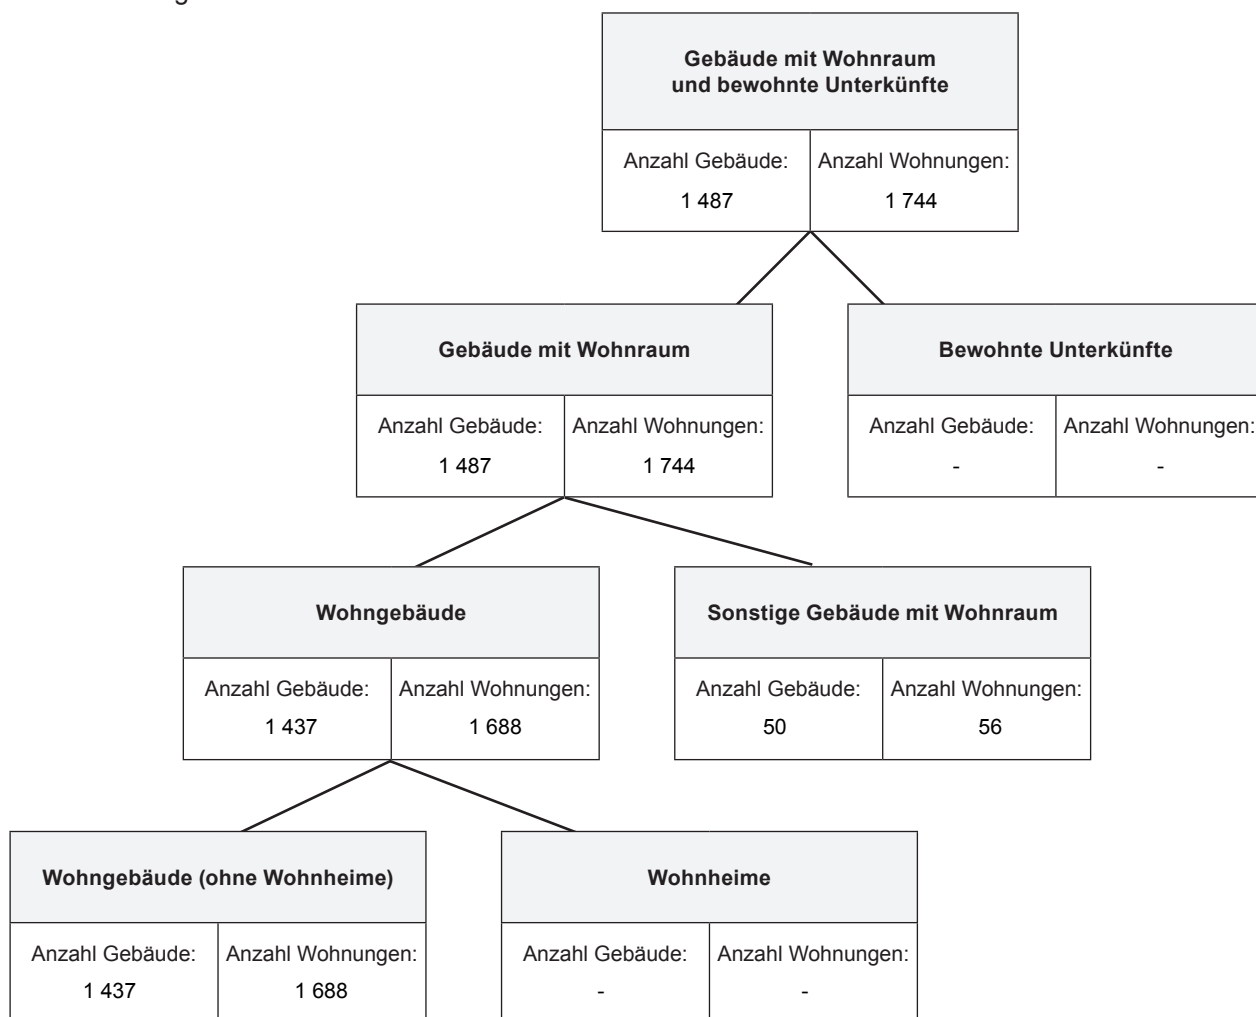 Gebäude mit Wohnraum
und bewohnte Unterkünfte
Anzahl Gebäude: Anzahl Wohnungen:
1 487 1 744
Gebäude mit Wohnraum Bewohnte Unterkünfte
Anzahl Gebäude: Anzahl Wohnungen: Anzahl Gebäude: Anzahl Wohnungen:
1 487 1 744 - -
Wohngebäude Sonstige Gebäude mit Wohnraum
Anzahl Gebäude: Anzahl Wohnungen: Anzahl Gebäude: Anzahl Wohnungen:
1 437 1 688 50 56
Wohngebäude (ohne Wohnheime) Wohnheime
Anzahl Gebäude: Anzahl Wohnungen: Anzahl Gebäude: Anzahl Wohnungen:
1 437 1 688 - -